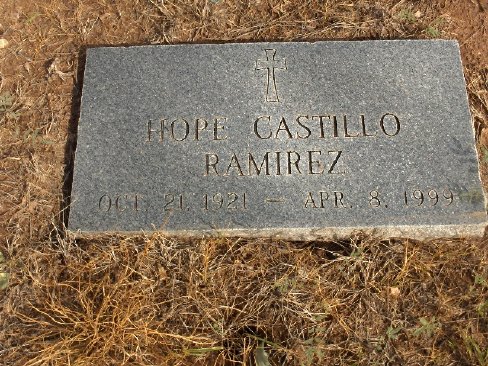 HOPE CASTILLO
RAMIREZ
OCT. 21, 1921 — APR. 8, 1999